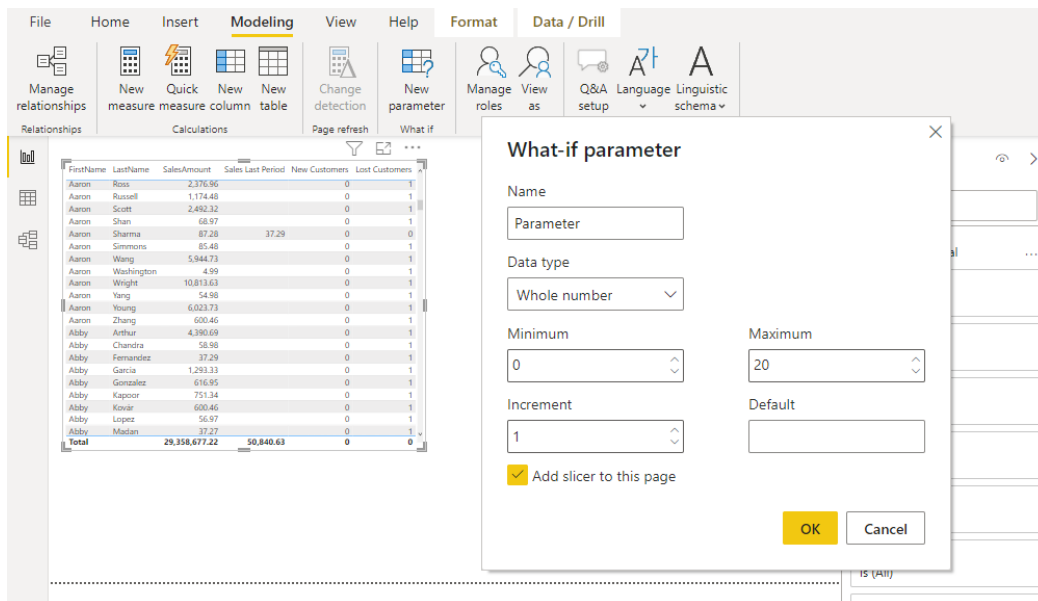 File Home Insert Modeling View Help Format Data / Drill
Manage relationships
New measure
Quick measure
New column
New table
Change detection
New parameter
Manage roles
View as
Q&A setup
Language
Linguistic schema
Relationships Calculations Page refresh What if
FirstName LastName SalesAmount Sales Last Period New Customers Lost Customers
Aaron Ross 2,376.96 0 1
Aaron Russell 1,174.48 0 1
Aaron Scott 2,492.32 0 1
Aaron Shan 68.97 0 1
Aaron Sharma 87.28 37.29 0 0
Aaron Simmons 85.48 0 1
Aaron Wang 5,944.73 0 1
Aaron Washington 4.99 0 1
Aaron Wright 10,813.63 0 1
Aaron Yang 54.98 0 1
Aaron Young 6,023.73 0 1
Aaron Zhang 600.46 0 1
Abby Arthur 4,390.69 0 1
Abby Chandra 58.98 0 1
Abby Fernandez 37.29 0 1
Abby Garcia 1,293.33 0 1
Abby Gonzalez 616.95 0 1
Abby Kapoor 751.34 0 1
Abby Kovár 600.46 0 1
Abby Lopez 56.97 0 1
Abby Madan 37.27 0 1
Total 29,358,677.22 50,840.63 0 0
What-if parameter
Name
Parameter
Data type
Whole number
Minimum Maximum
0 20
Increment Default
1
Add slicer to this page
OK Cancel
is (All)